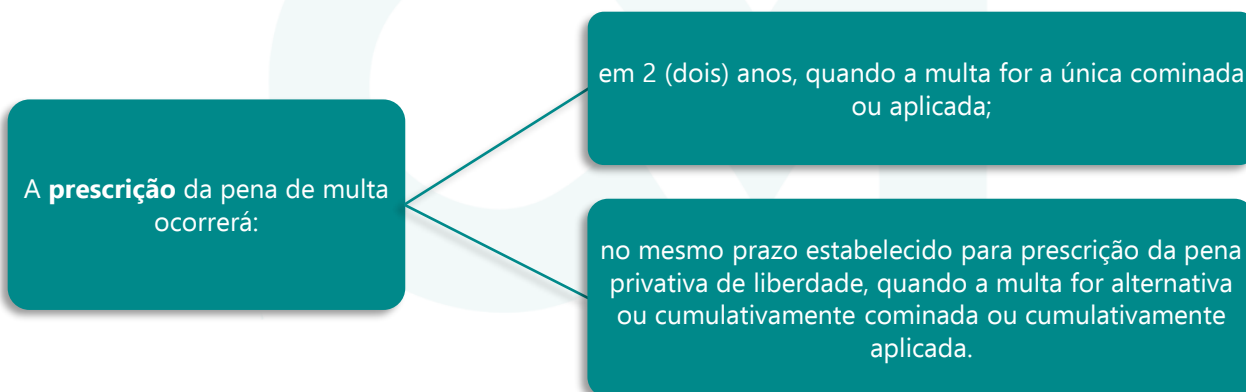 A prescrição da pena de multa
ocorrerá:
em 2 (dois) anos, quando a multa for a única cominada
ou aplicada;
no mesmo prazo estabelecido para prescrição da pena
privativa de liberdade, quando a multa for alternativa
ou cumulativamente cominada ou cumulativamente
aplicada.